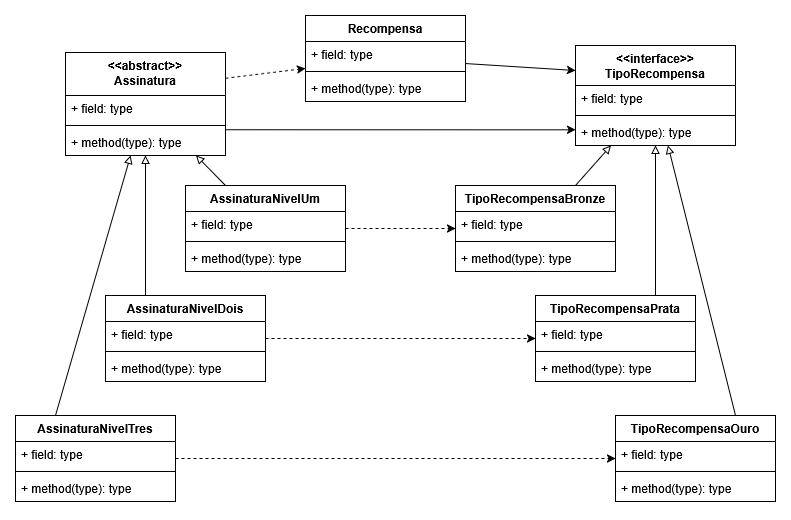 Recompensa
+ field: type
+ method(type): type
<<abstract>>
Assinatura
+ field: type
+ method(type): type
<<interface>>
TipoRecompensa
+ field: type
+ method(type): type
AssinaturaNivelUm
+ field: type
+ method(type): type
TipoRecompensaBronze
+ field: type
+ method(type): type
AssinaturaNivelDois
+ field: type
+ method(type): type
TipoRecompensaPrata
+ field: type
+ method(type): type
AssinaturaNivelTres
+ field: type
+ method(type): type
TipoRecompensaOuro
+ field: type
+ method(type): type